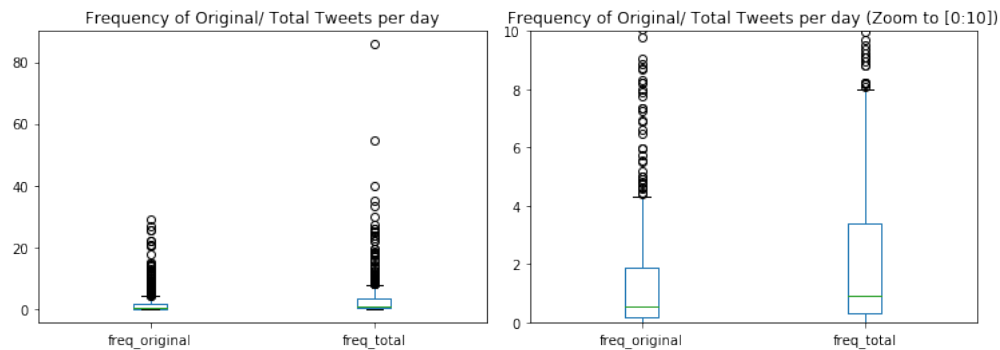 Frequency of Original/ Total Tweets per day
80
60
40
20
0
freq_original
freq_total
Frequency of Original/ Total Tweets per day (Zoom to [0:10])
10
8
6
4
2
0
freq_original
freq_total